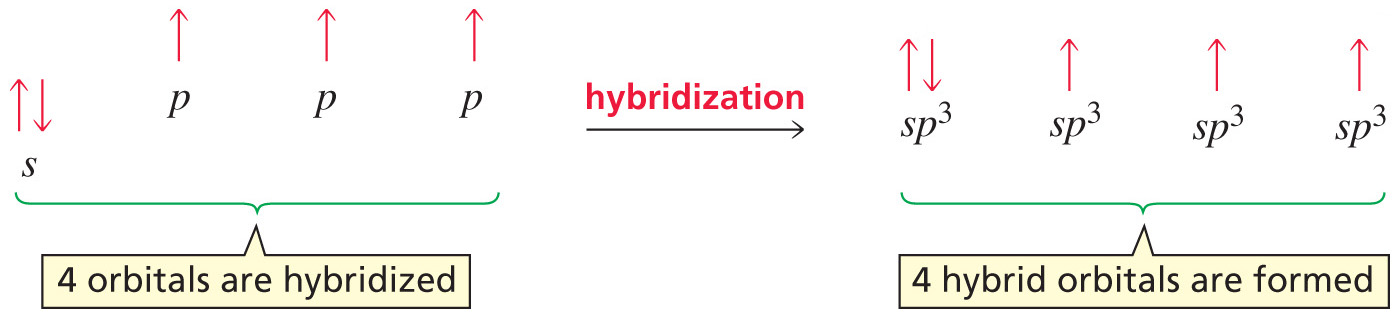 p p p
hybridization
s
sp³ sp³ sp³ sp³
4 orbitals are hybridized
4 hybrid orbitals are formed